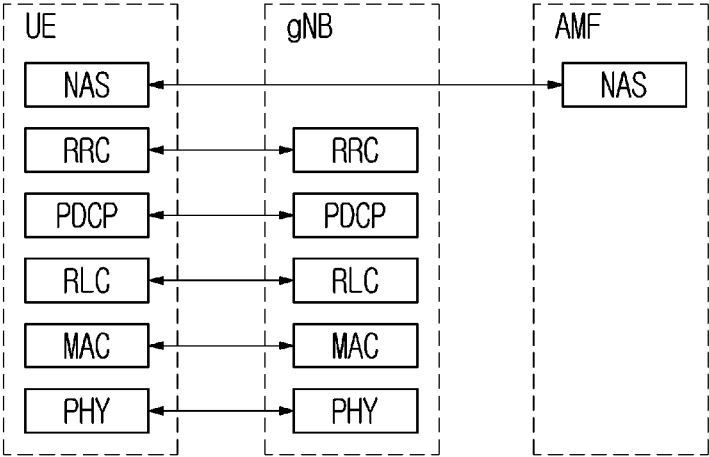 UE gNB AMF
NAS NAS
RRC RRC
PDCP PDCP
RLC RLC
MAC MAC
PHY PHY